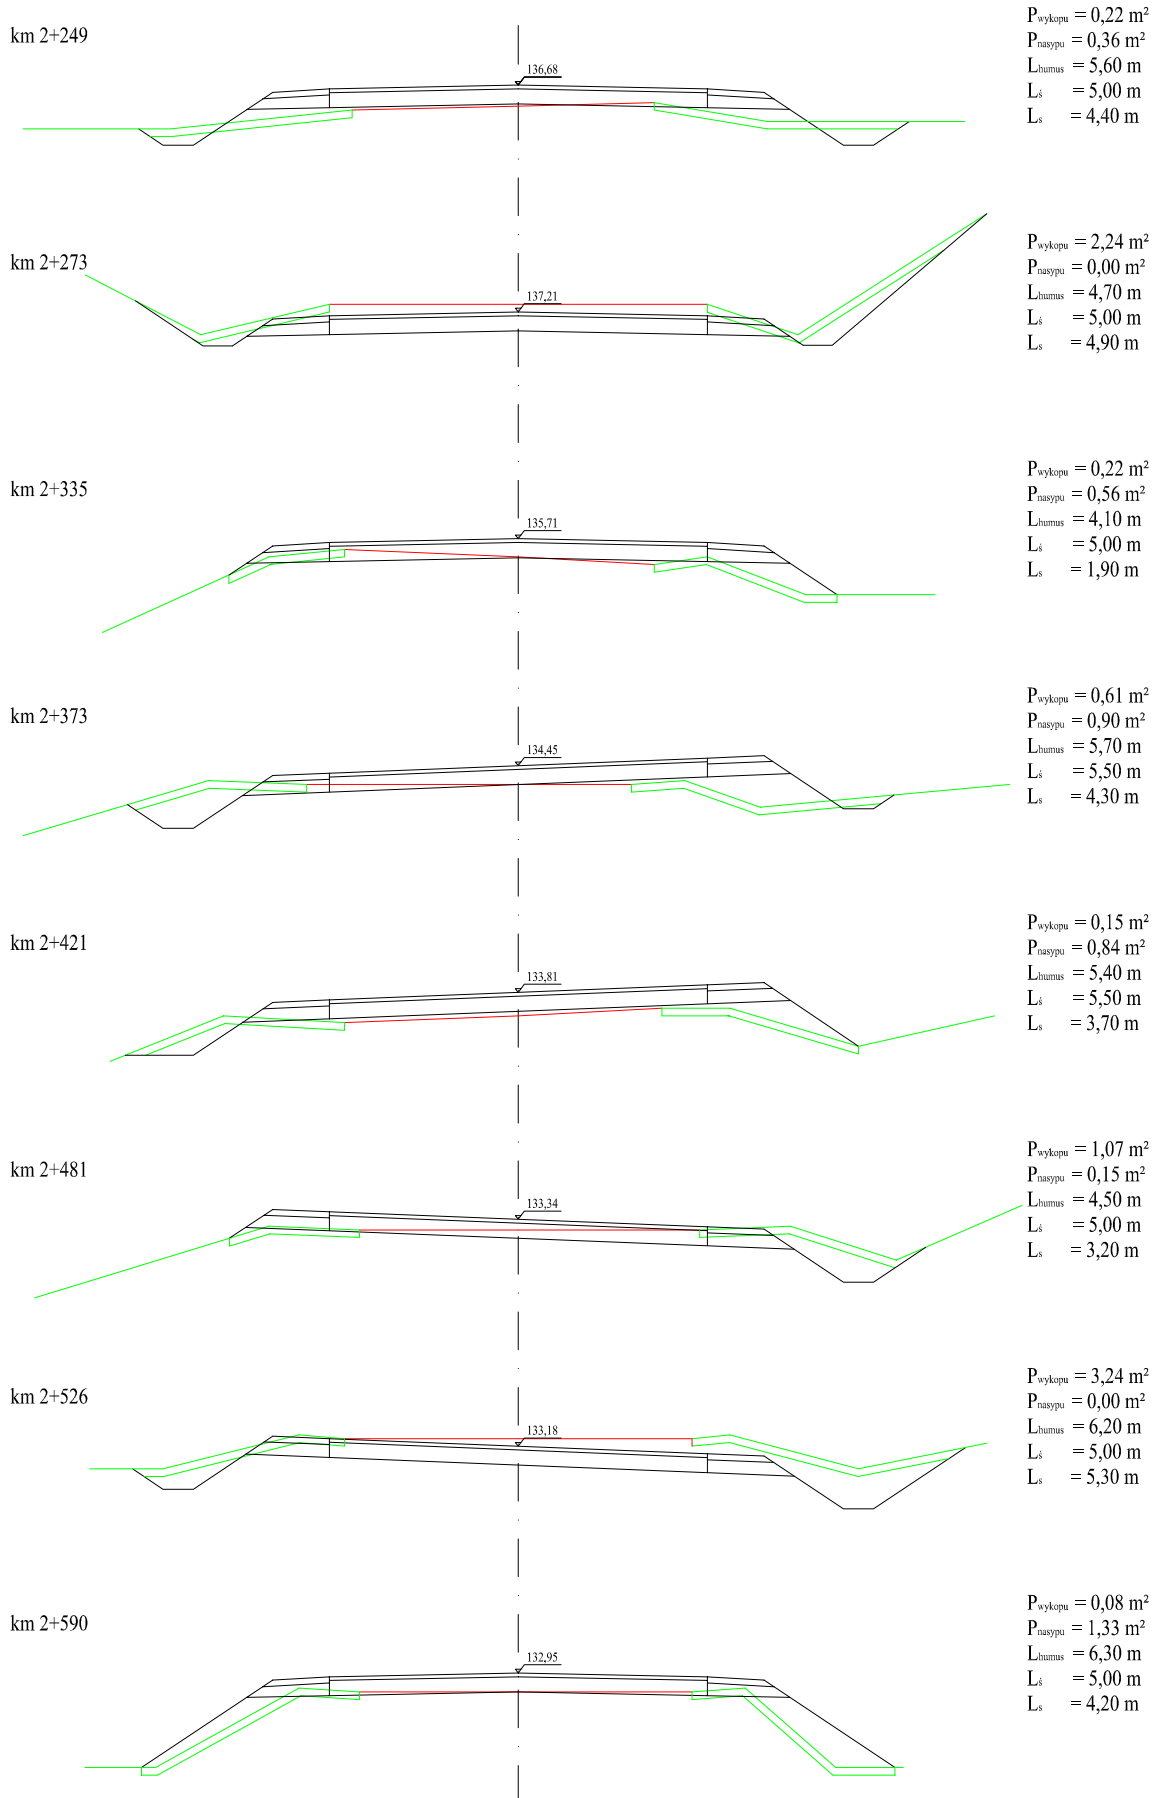 km 2+249
136,68
Pwykopu = 0,22 m²
Pnasypu = 0,36 m²
Lhumus = 5,60 m
Lś = 5,00 m
Ls = 4,40 m
km 2+273
137,21
Pwykopu = 2,24 m²
Pnasypu = 0,00 m²
Lhumus = 4,70 m
Lś = 5,00 m
Ls = 4,90 m
km 2+335
135,71
Pwykopu = 0,22 m²
Pnasypu = 0,56 m²
Lhumus = 4,10 m
Lś = 5,00 m
Ls = 1,90 m
km 2+373
134,45
Pwykopu = 0,61 m²
Pnasypu = 0,90 m²
Lhumus = 5,70 m
Lś = 5,50 m
Ls = 4,30 m
km 2+421
133,81
Pwykopu = 0,15 m²
Pnasypu = 0,84 m²
Lhumus = 5,40 m
Lś = 5,50 m
Ls = 3,70 m
km 2+481
133,34
Pwykopu = 1,07 m²
Pnasypu = 0,15 m²
Lhumus = 4,50 m
Lś = 5,00 m
Ls = 3,20 m
km 2+526
133,18
Pwykopu = 3,24 m²
Pnasypu = 0,00 m²
Lhumus = 6,20 m
Lś = 5,00 m
Ls = 5,30 m
km 2+590
132,95
Pwykopu = 0,08 m²
Pnasypu = 1,33 m²
Lhumus = 6,30 m
Lś = 5,00 m
Ls = 4,20 m